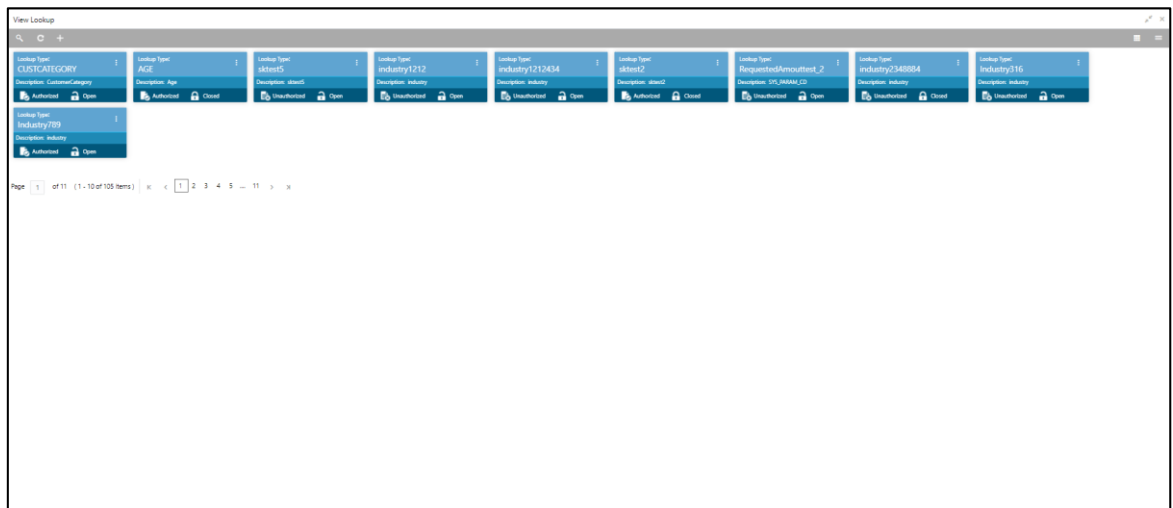 View Lookup
Lookup Type:
CUSTCATEGORY
Description: CustomerCategory
Authorized Open
Lookup Type:
AGE
Description: Age
Authorized Closed
Lookup Type:
sktest5
Description: sktest5
Unauthorized Open
Lookup Type:
industry1212
Description: industry
Unauthorized Open
Lookup Type:
industry1212434
Description: industry
Unauthorized Open
Lookup Type:
sktest2
Description: sktest2
Authorized Closed
Lookup Type:
RequestedAmouttest_2
Description: SYS_PARAM_CD
Unauthorized Open
Lookup Type:
industry2348884
Description: industry
Unauthorized Closed
Lookup Type:
Industry316
Description: industry
Unauthorized Open
Lookup Type:
Industry789
Description: industry
Authorized Open
Page 1 of 11 (1 - 10 of 105 items) 1 2 3 4 5 ... 11